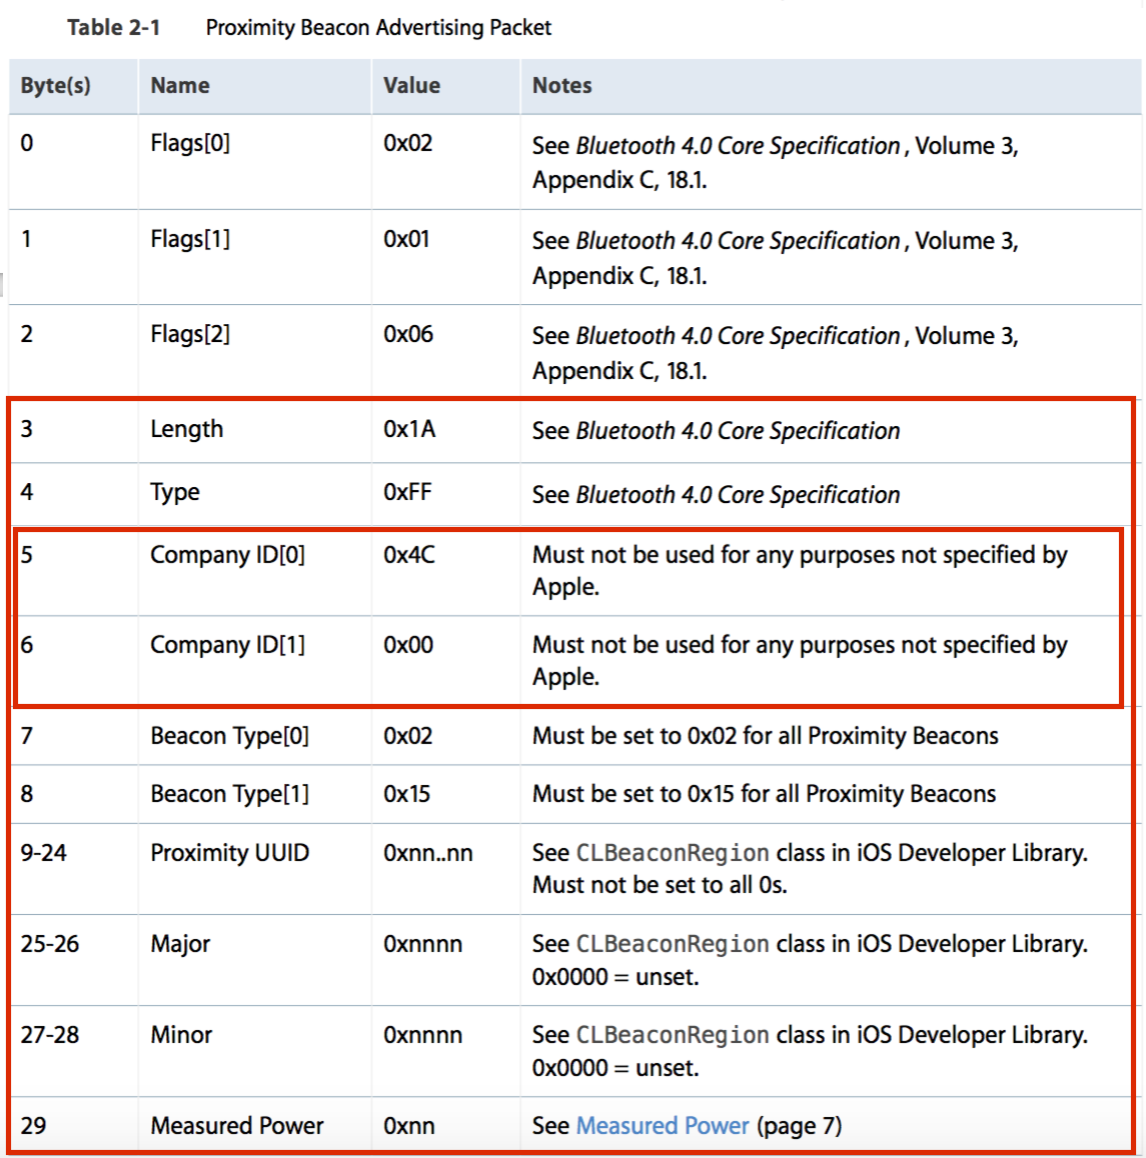 Table 2-1 Proximity Beacon Advertising Packet
Byte(s) Name Value Notes
0 Flags[0] 0x02 See Bluetooth 4.0 Core Specification, Volume 3,
Appendix C, 18.1.
1 Flags[1] 0x01 See Bluetooth 4.0 Core Specification, Volume 3,
Appendix C, 18.1.
2 Flags[2] 0x06 See Bluetooth 4.0 Core Specification, Volume 3,
Appendix C, 18.1.
3 Length 0x1A See Bluetooth 4.0 Core Specification
4 Type 0xFF See Bluetooth 4.0 Core Specification
5 Company ID[0] 0x4C Must not be used for any purposes not specified by
Apple.
6 Company ID[1] 0x00 Must not be used for any purposes not specified by
Apple.
7 Beacon Type[0] 0x02 Must be set to 0x02 for all Proximity Beacons
8 Beacon Type[1] 0x15 Must be set to 0x15 for all Proximity Beacons
9-24 Proximity UUID 0xnn..nn See CLBeaconRegion class in iOS Developer Library.
Must not be set to all 0s.
25-26 Major 0xnnnn See CLBeaconRegion class in iOS Developer Library.
0x0000 = unset.
27-28 Minor 0xnnnn See CLBeaconRegion class in iOS Developer Library.
0x0000 = unset.
29 Measured Power 0xnn See Measured Power (page 7)